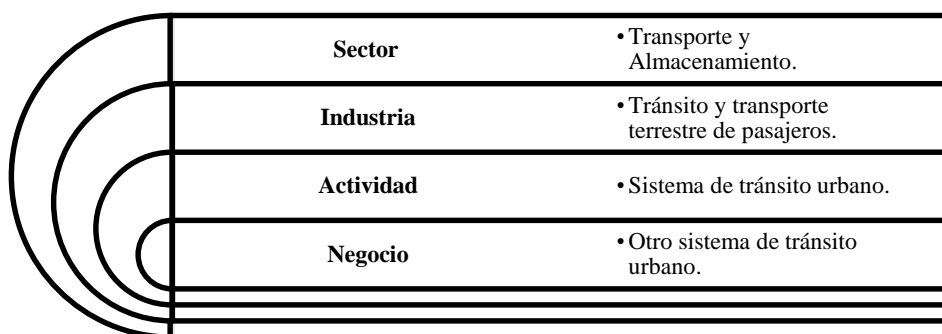 Sector
• Transporte y
Almacenamiento.
Industria
• Tránsito y transporte
terrestre de pasajeros.
Actividad
• Sistema de tránsito urbano.
Negocio
• Otro sistema de tránsito
urbano.